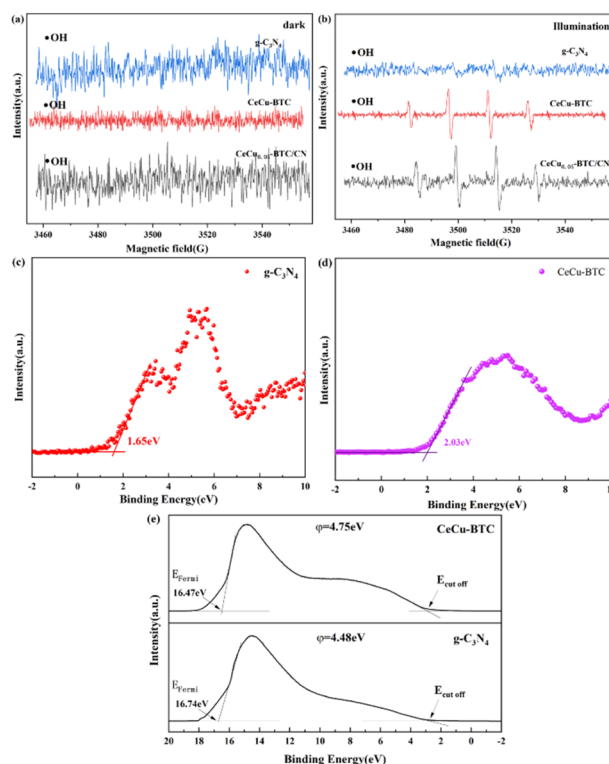 (a)
dark
g-C3N4
•OH
•OH
CeCu-BTC
•OH
CeCu0.05-BTC/CN
Intensity(a.u.)
3460 3480 3500 3520 3540
Magnetic field(G)
(b)
Illumination
g-C3N4
•OH
•OH
CeCu-BTC
•OH
CeCu0.05-BTC/CN
Intensity(a.u.)
3460 3480 3500 3520 3540
Magnetic field(G)
(c)
g-C3N4
1.65eV
Intensity(a.u.)
-2 0 2 4 6 8 10
Binding Energy(eV)
(d)
CeCu-BTC
2.03eV
Intensity(a.u.)
-2 0 2 4 6 8 10
Binding Energy(eV)
(e)
φ=4.75eV
CeCu-BTC
EFermi
16.47eV
Ecut off
φ=4.48eV
g-C3N4
EFermi
16.74eV
Ecut off
Intensity(a.u.)
20 18 16 14 12 10 8 6 4 2 0 -2
Binding Energy(eV)